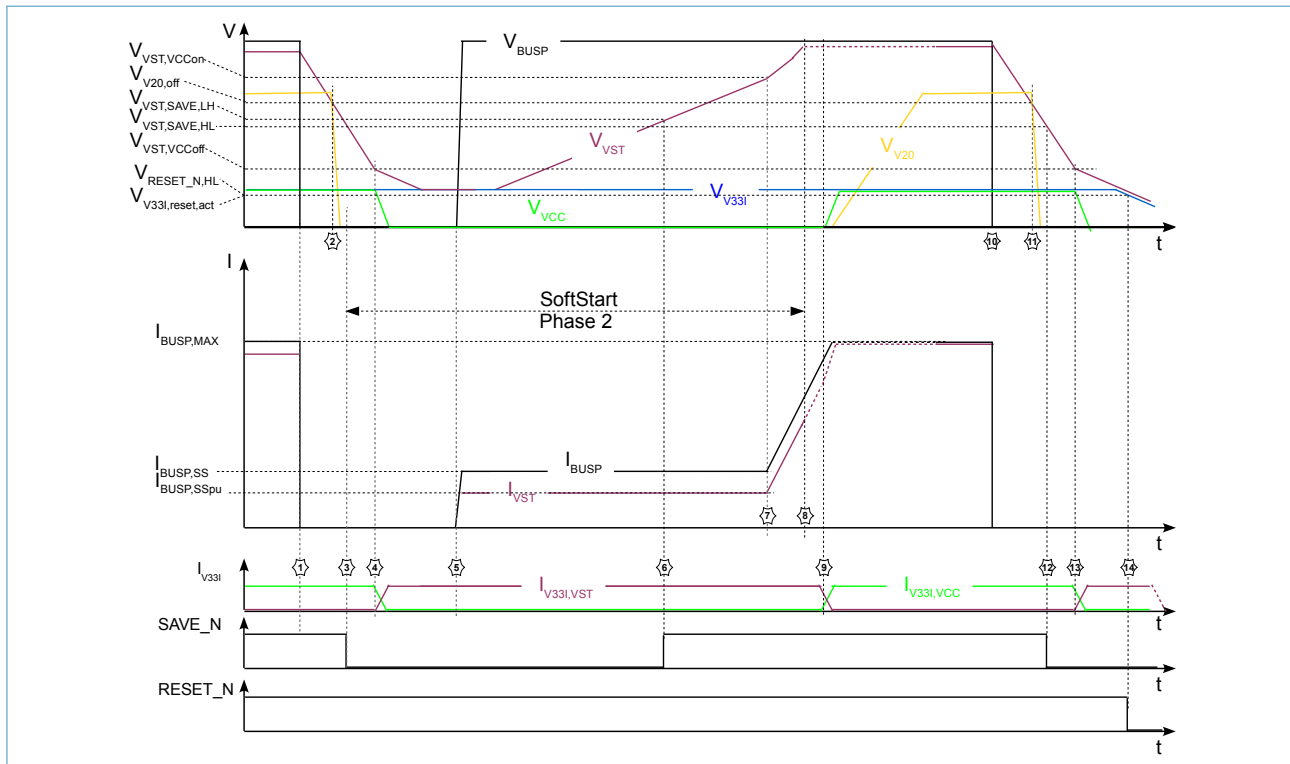 V
V_VST,VCCon
V_V20,off
V_VST,SAVE,LH
V_VST,SAVE,HL
V_VST,VCCoff
V_RESET_N,HL
V_V33I,reset,act
V_BUSP
V_VST
V_V20
V_V33I
V_VCC
2
10
11
t
I
SoftStart
Phase 2
I_BUSP,MAX
I_BUSP,SS
I_BUSP,SSpu
I_BUSP
I_VST
7
8
t
I_V33I
1
3
4
5
6
9
12
13
14
I_V33I,VST
I_V33I,VCC
t
SAVE_N
t
RESET_N
t